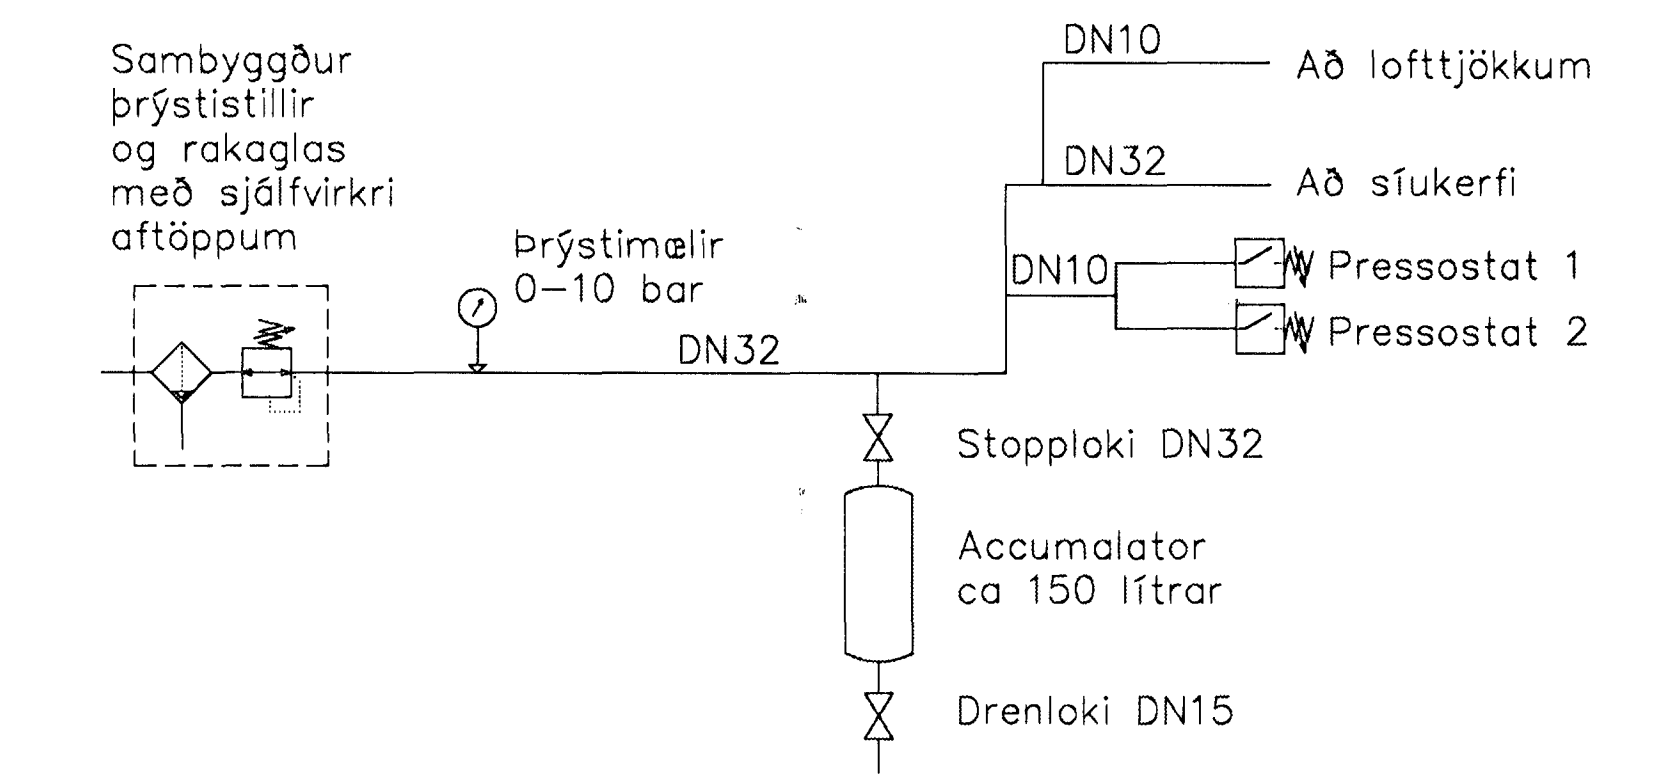 Sambyggður
þrýstistillir
og rakaglas
með sjálfvirkri
aftöppum
Þrýstimælir
0-10 bar
DN32
DN10
Að lofttjökkum
DN32
Að síukerfi
DN10
Pressostat 1
Pressostat 2
Stopploki DN32
Accumalator
ca 150 lítrar
Drenloki DN15